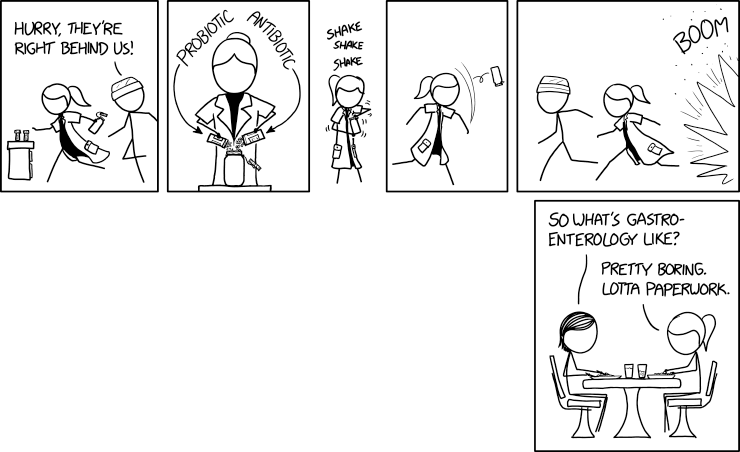 HURRY, THEY'RE
RIGHT BEHIND US!
PROBIOTIC
ANTIBIOTIC
SHAKE
SHAKE
SHAKE
BOOM
SO WHAT'S GASTRO-
ENTEROLOGY LIKE?
PRETTY BORING.
LOTTA PAPERWORK.